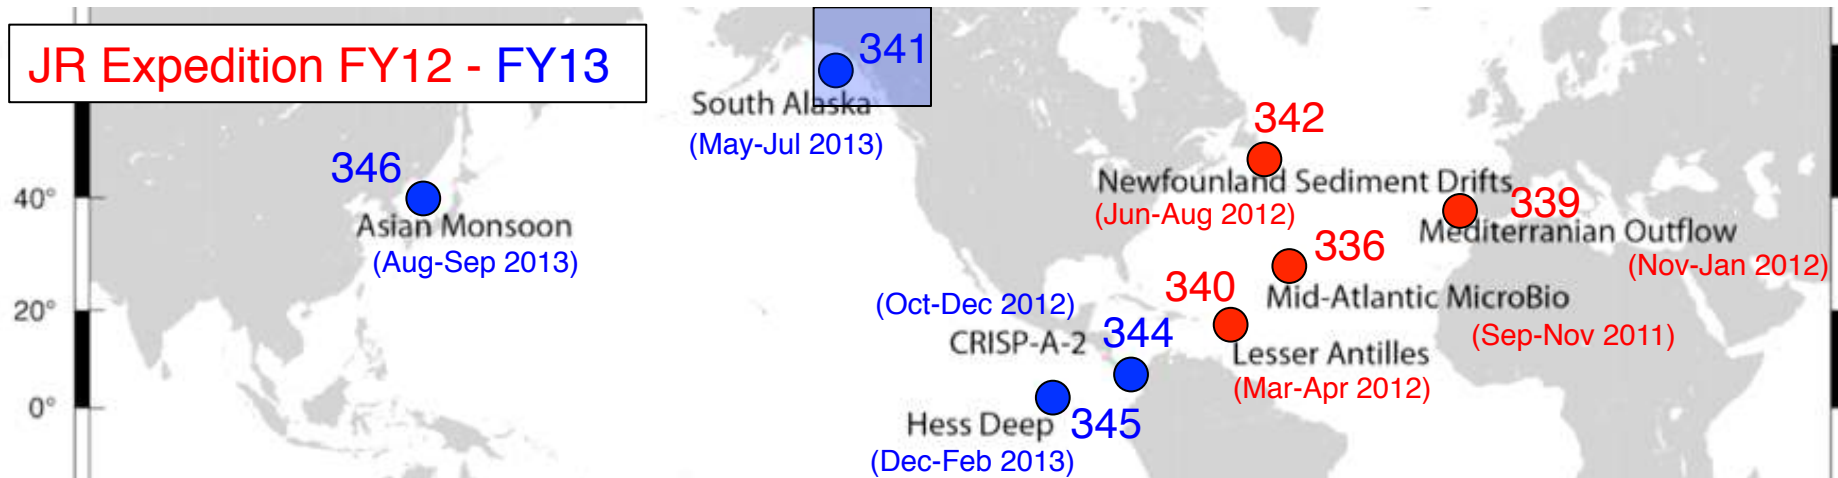 JR Expedition FY12 - FY13
341
South Alaska
(May-Jul 2013)
342
Newfounland Sediment Drifts
(Jun-Aug 2012)
346
Asian Monsoon
(Aug-Sep 2013)
339
Mediterranian Outflow
(Nov-Jan 2012)
336
Mid-Atlantic MicroBio
(Sep-Nov 2011)
340
Lesser Antilles
(Mar-Apr 2012)
(Oct-Dec 2012)
CRISP-A-2
344
Hess Deep
345
(Dec-Feb 2013)
40°
20°
0°